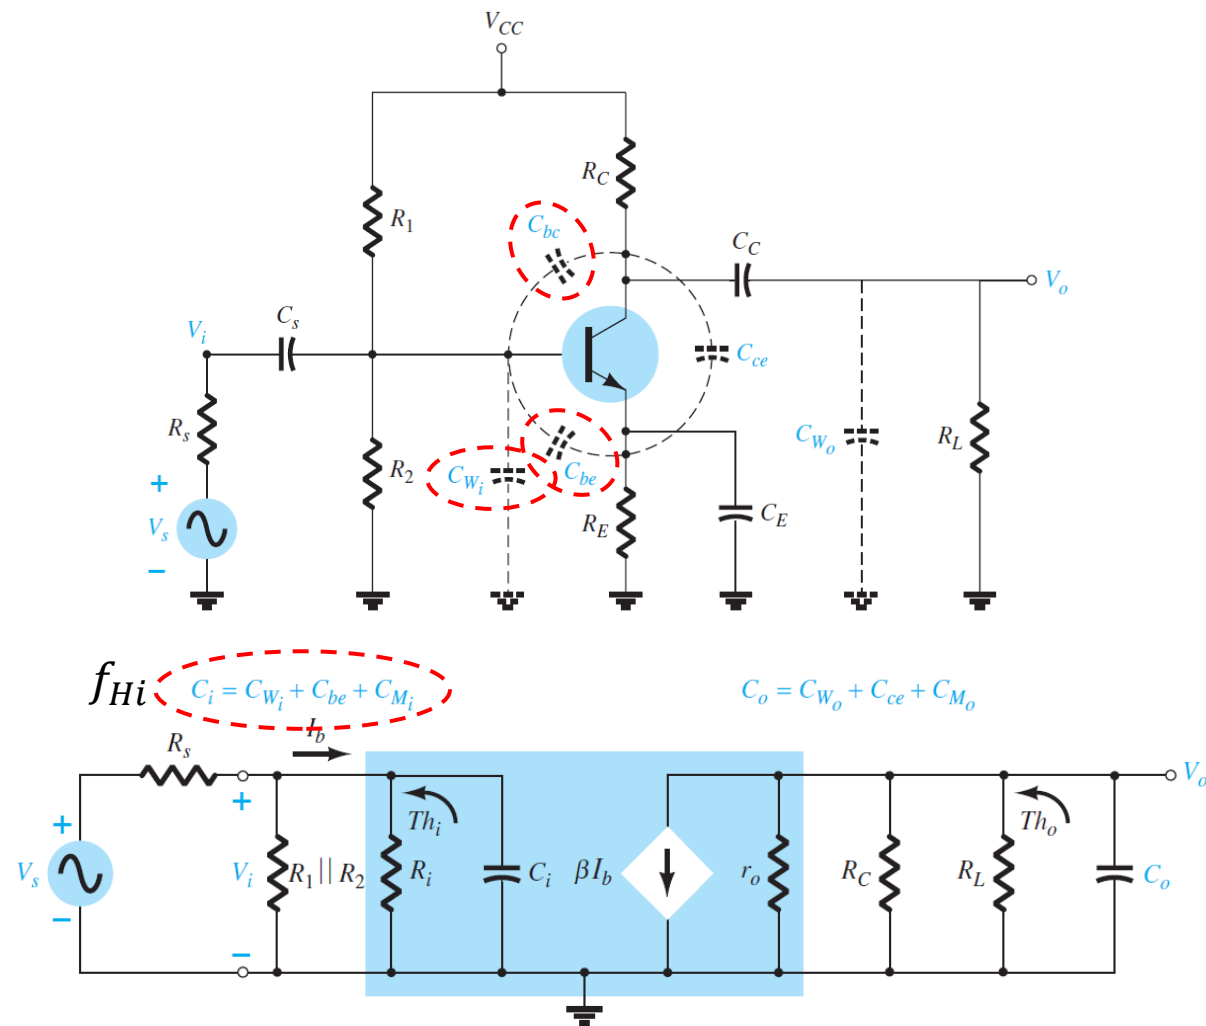 V_CC
R_C
C_bc
R_1
C_C
V_o
C_s
V_i
C_ce
R_s
C_Wo
R_L
+
R_2
C_Wi
C_be
V_s
R_E
C_E
−
f_Hi C_i = C_Wi + C_be + C_Mi
C_o = C_Wo + C_ce + C_Mo
I_b
R_s
V_o
+
+
Th_i
Th_o
V_s
V_i
R_1 || R_2
R_i
C_i
βI_b
r_o
R_C
R_L
C_o
−
−